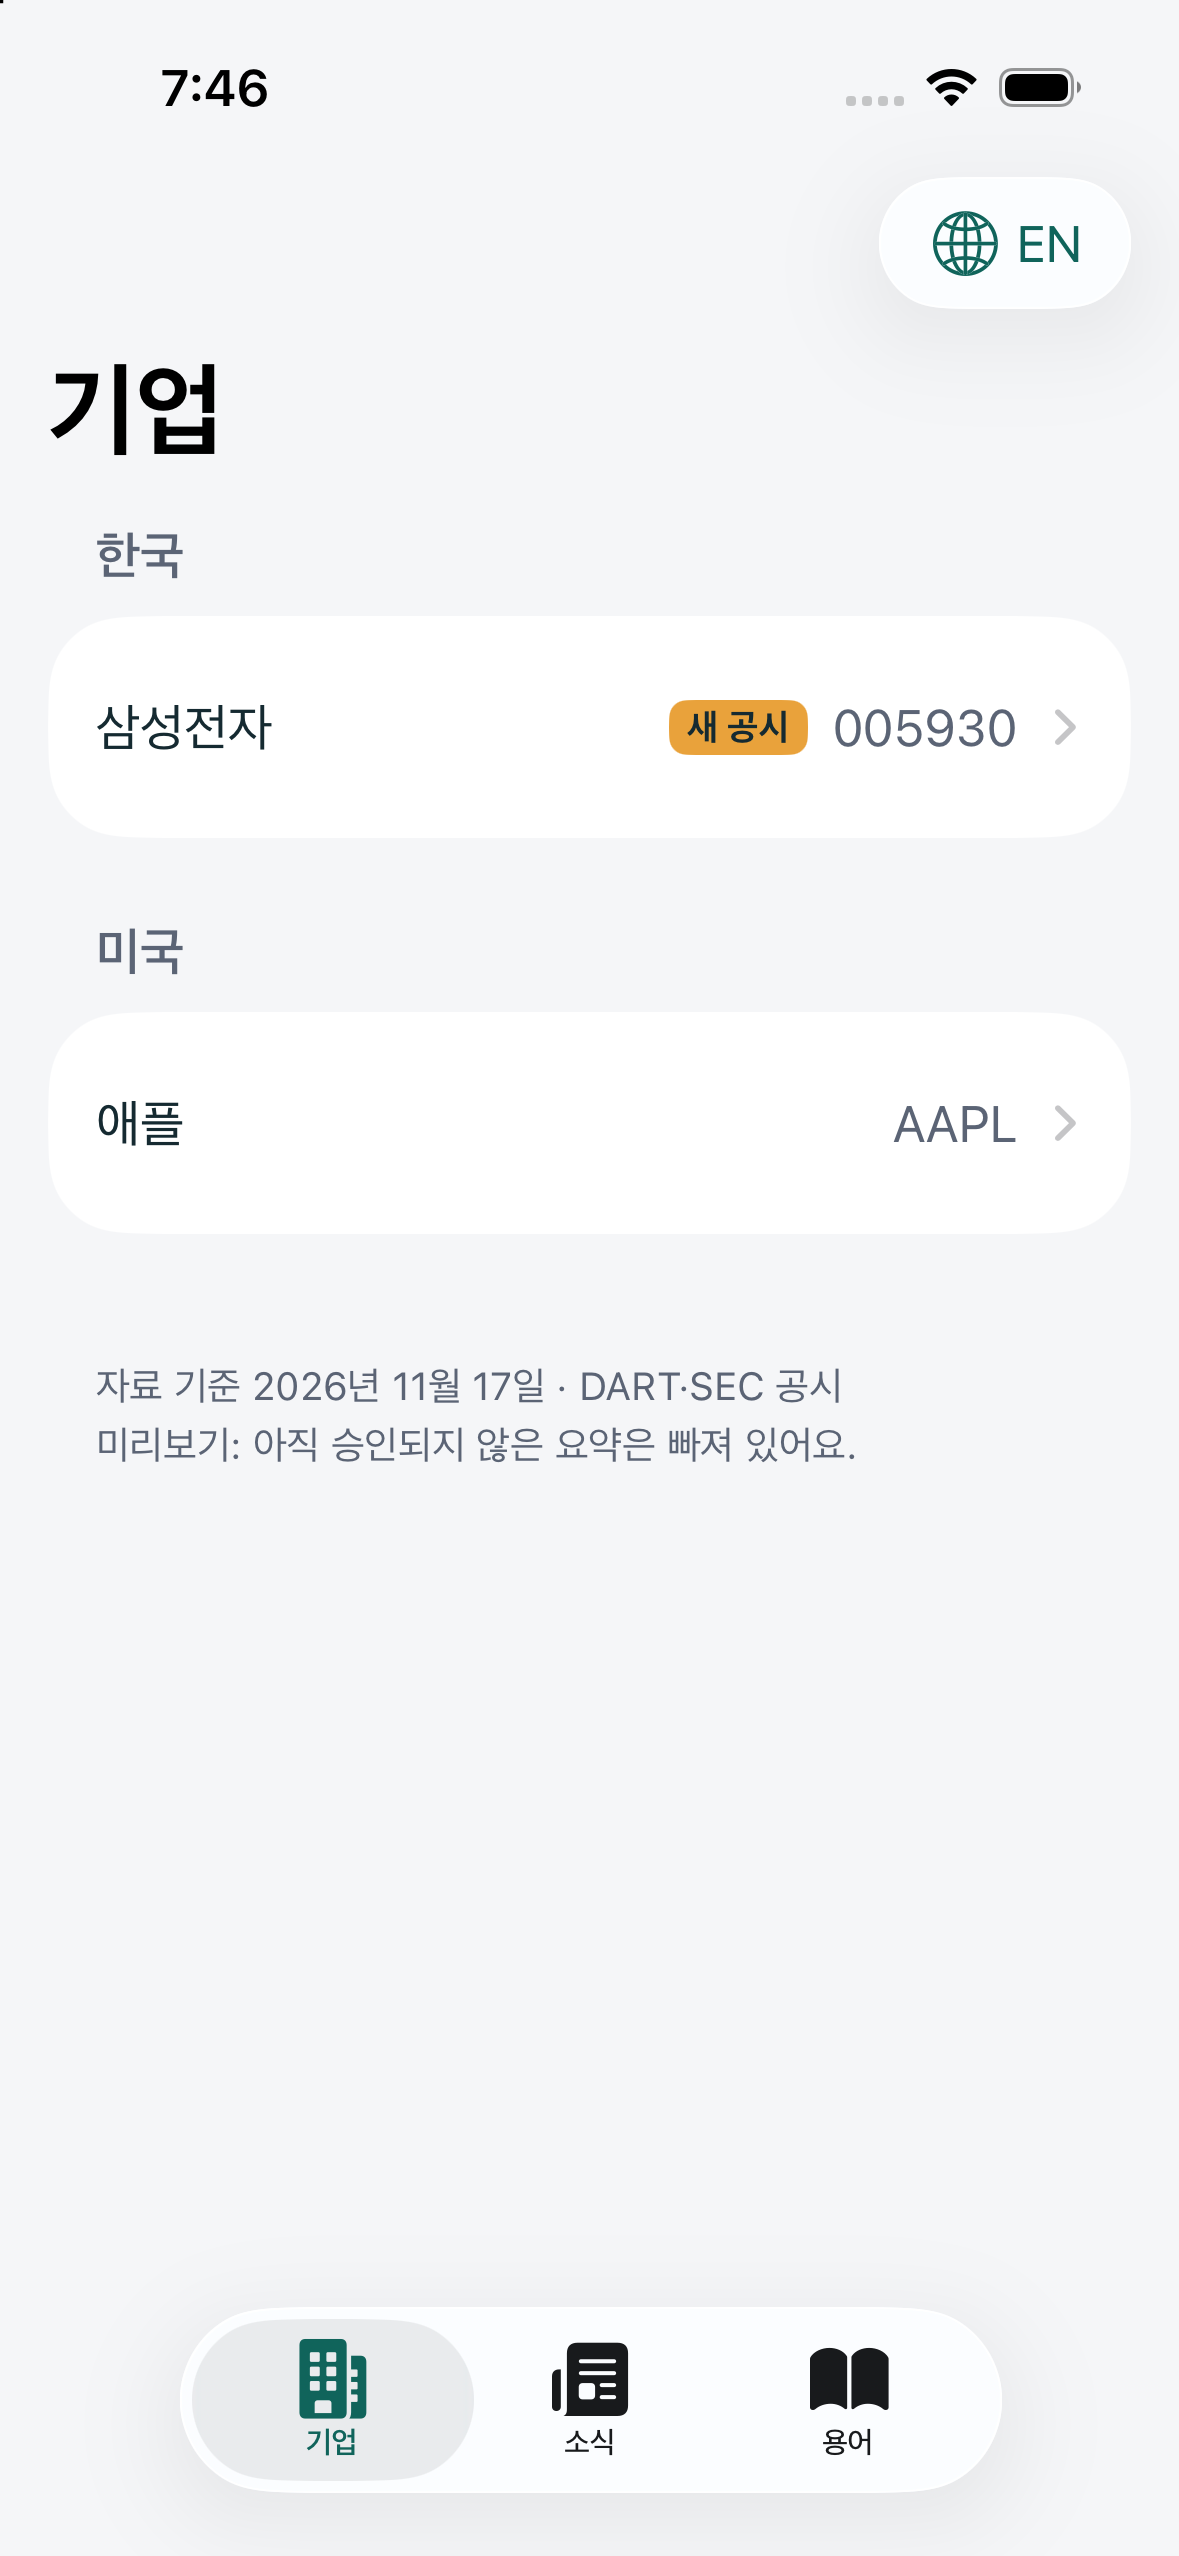 7:46
EN
기업
한국
삼성전자 새 공시 005930
미국
애플 AAPL
자료 기준 2026년 11월 17일 · DART·SEC 공시
미리보기: 아직 승인되지 않은 요약은 빠져 있어요.
기업 소식 용어